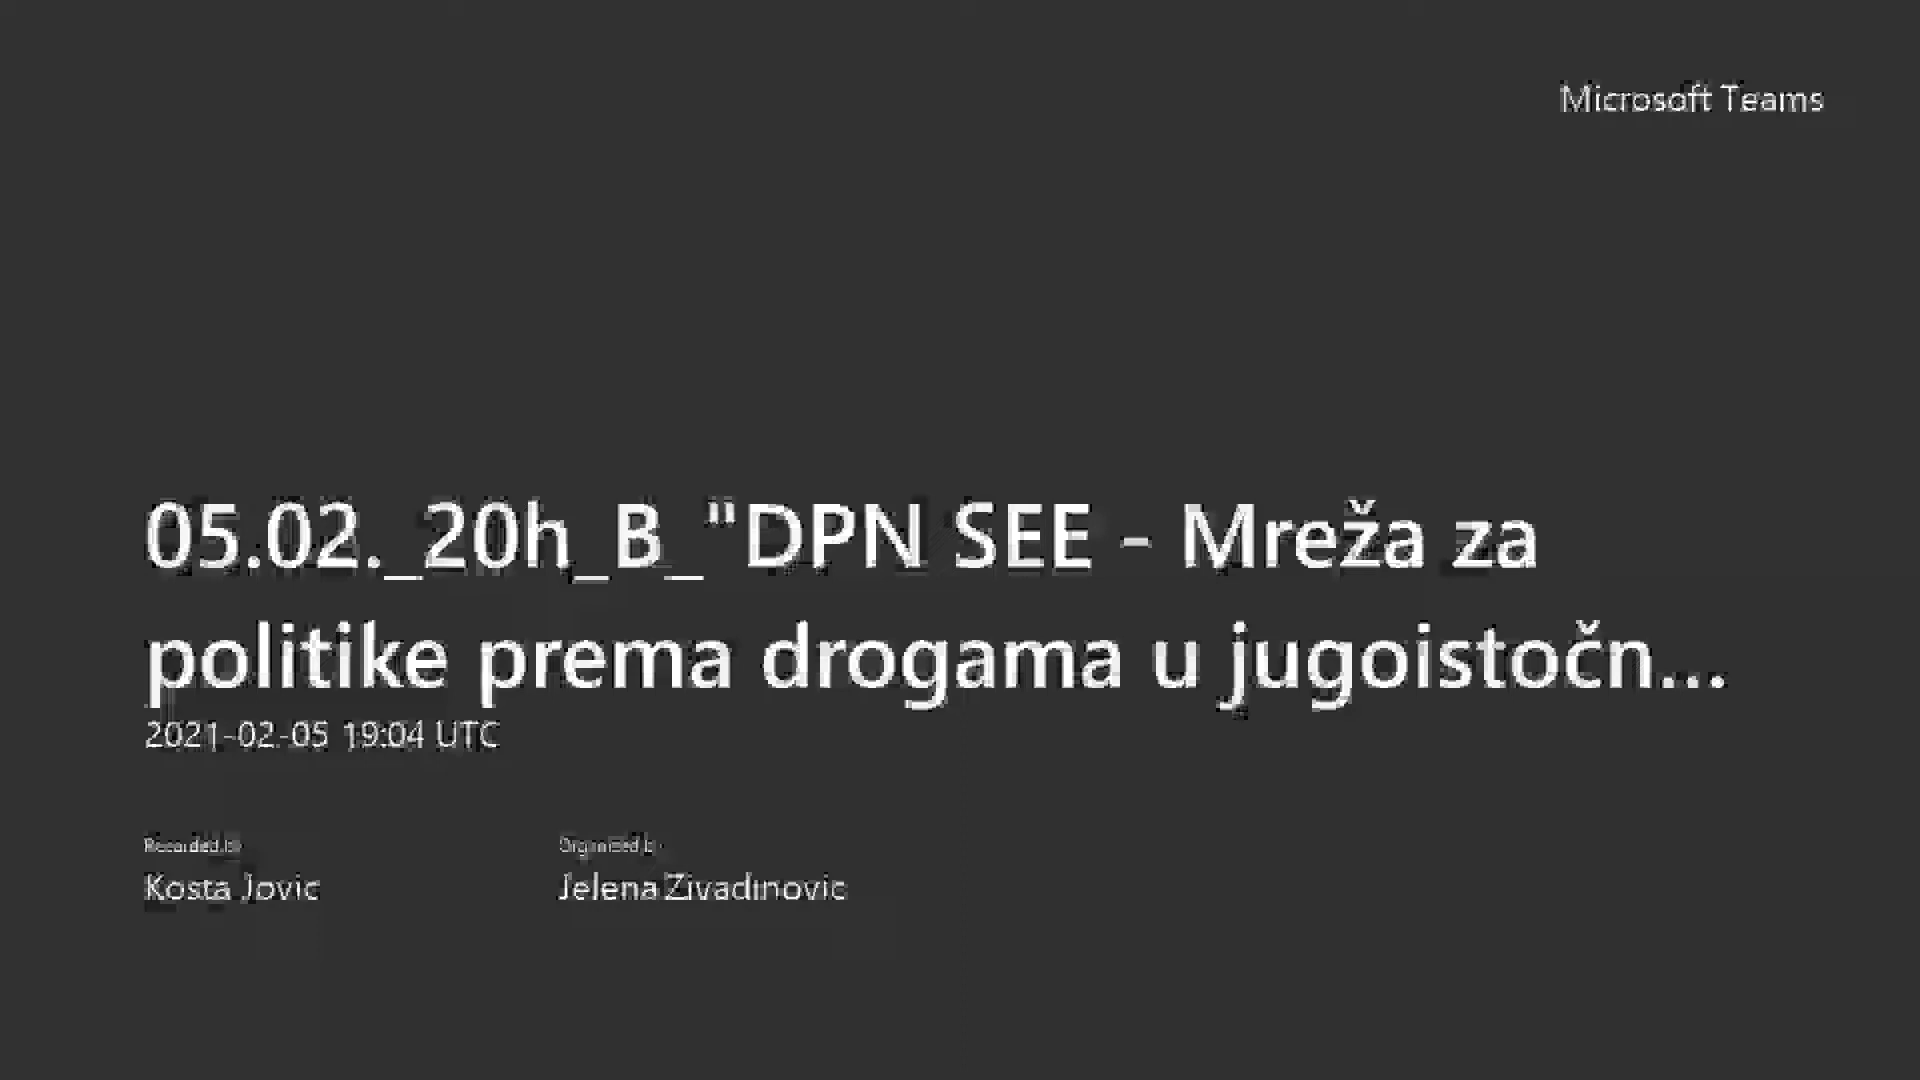 Microsoft Teams
05.02._20h_B_"DPN SEE - Mreža za
politike prema drogama u jugoistočn...
2021-02-05 19:04 UTC
Recorded by
Organized by
Kosta Jovic
Jelena Zivadinovic